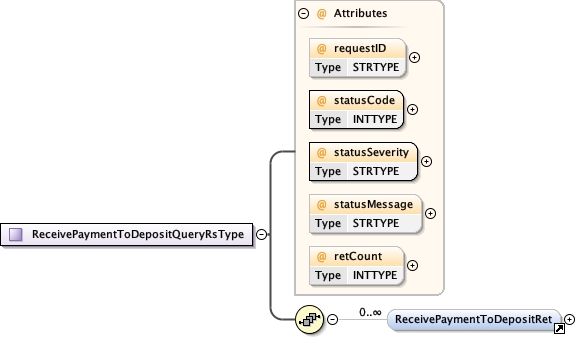 @ Attributes
@ requestID
Type STRTYPE
@ statusCode
Type INTTYPE
@ statusSeverity
Type STRTYPE
@ statusMessage
Type STRTYPE
@ retCount
Type INTTYPE
ReceivePaymentToDepositQueryRsType
0..∞
ReceivePaymentToDepositRet